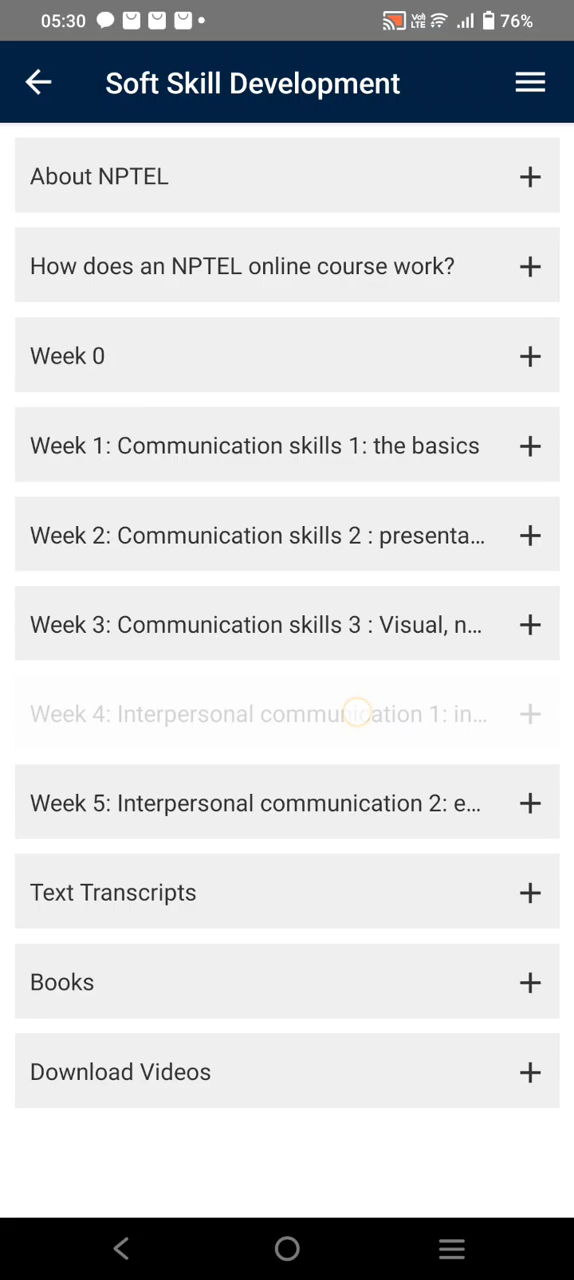 05:30 Vo) LTE 76%
Soft Skill Development
About NPTEL
How does an NPTEL online course work?
Week 0
Week 1: Communication skills 1: the basics
Week 2: Communication skills 2 : presenta...
Week 3: Communication skills 3 : Visual, n...
Week 4: Interpersonal communication 1: in...
Week 5: Interpersonal communication 2: e...
Text Transcripts
Books
Download Videos